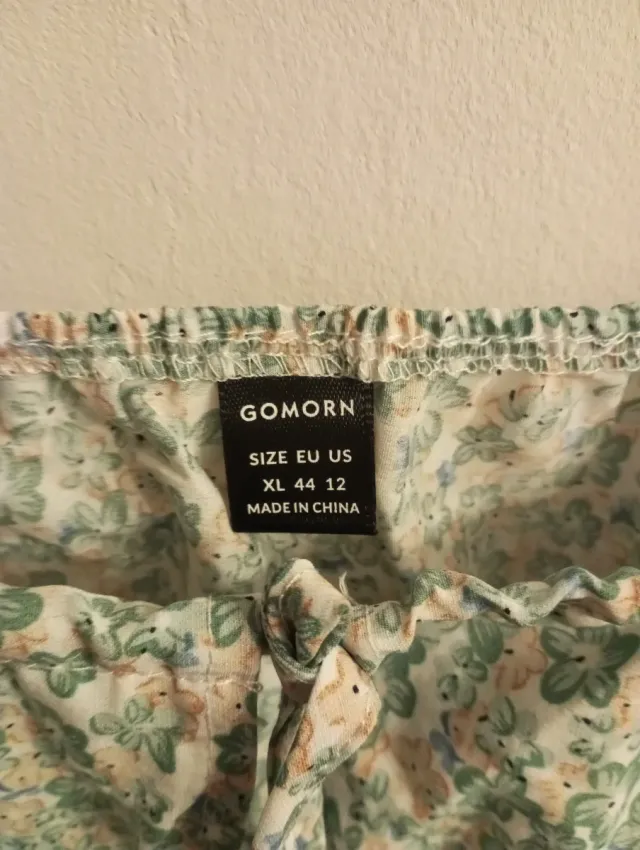 GOMORN
SIZE EU US
XL 44 12
MADE IN CHINA